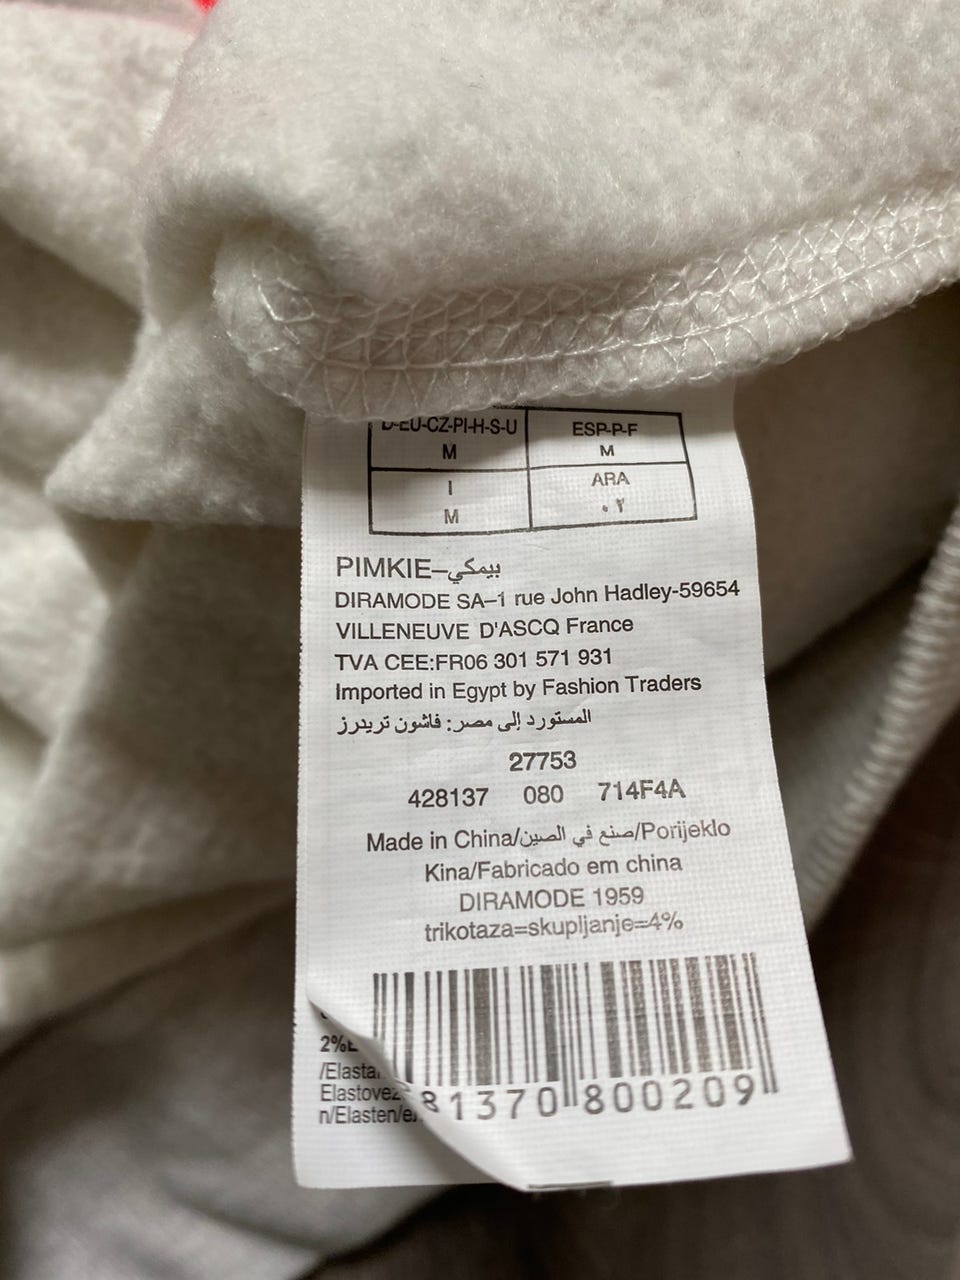 D-EU-CZ-PI-H-S-U
M
ESP-P-F
M
I
M
ARA
٠٢
PIMKIE–بيمكي
DIRAMODE SA–1 rue John Hadley-59654
VILLENEUVE D'ASCQ France
TVA CEE:FR06 301 571 931
Imported in Egypt by Fashion Traders
المستورد إلى مصر: فاشون تريدرز
27753
428137 080 714F4A
Made in China/صنع في الصين/Porijeklo
Kina/Fabricado em china
DIRAMODE 1959
trikotaza=skupljanje=4%
81370 800209
2%
n/Elasten/